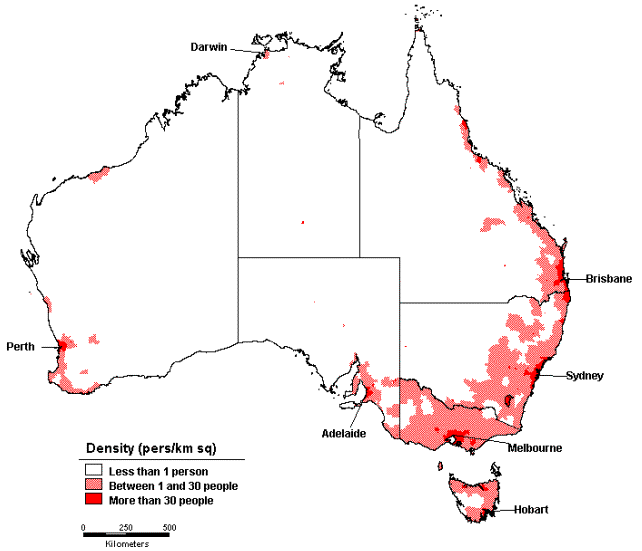 Darwin
Brisbane
Perth
Sydney
Adelaide
Melbourne
Density (pers/km sq)
Less than 1 person
Between 1 and 30 people
More than 30 people
Hobart
0 250 500
Kilometers